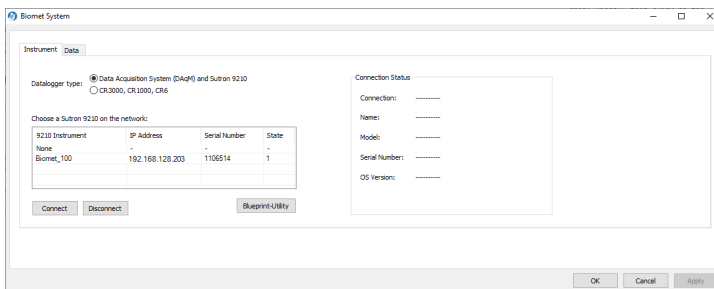 Biomet System
Instrument Data
Datalogger type: Data Acquisition System (DAqM) and Sutron 9210
CR3000, CR1000, CR6
Choose a Sutron 9210 on the network:
9210 Instrument IP Address Serial Number State
None - - -
Biomet_100 192.168.128.203 1106514 1
Connect Disconnect Blueprint-Utility
Connection Status
Connection: ----------
Name: ----------
Model: ----------
Serial Number: ----------
OS Version: ----------
OK Cancel Apply